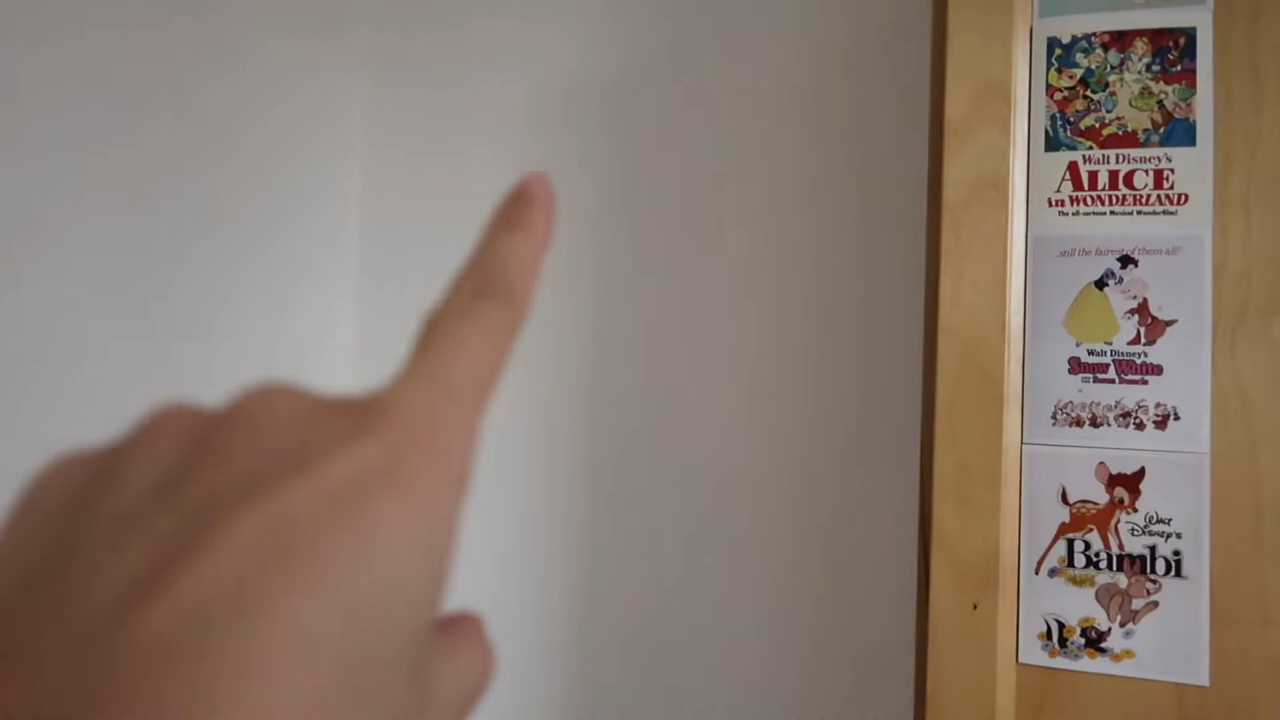 Walt Disney's
ALICE
in WONDERLAND
The all-cartoon Musical Wonderfilm!
...still the fairest of them all!
Walt Disney's
Snow White
and the Seven Dwarfs
Walt
Disney's
Bambi